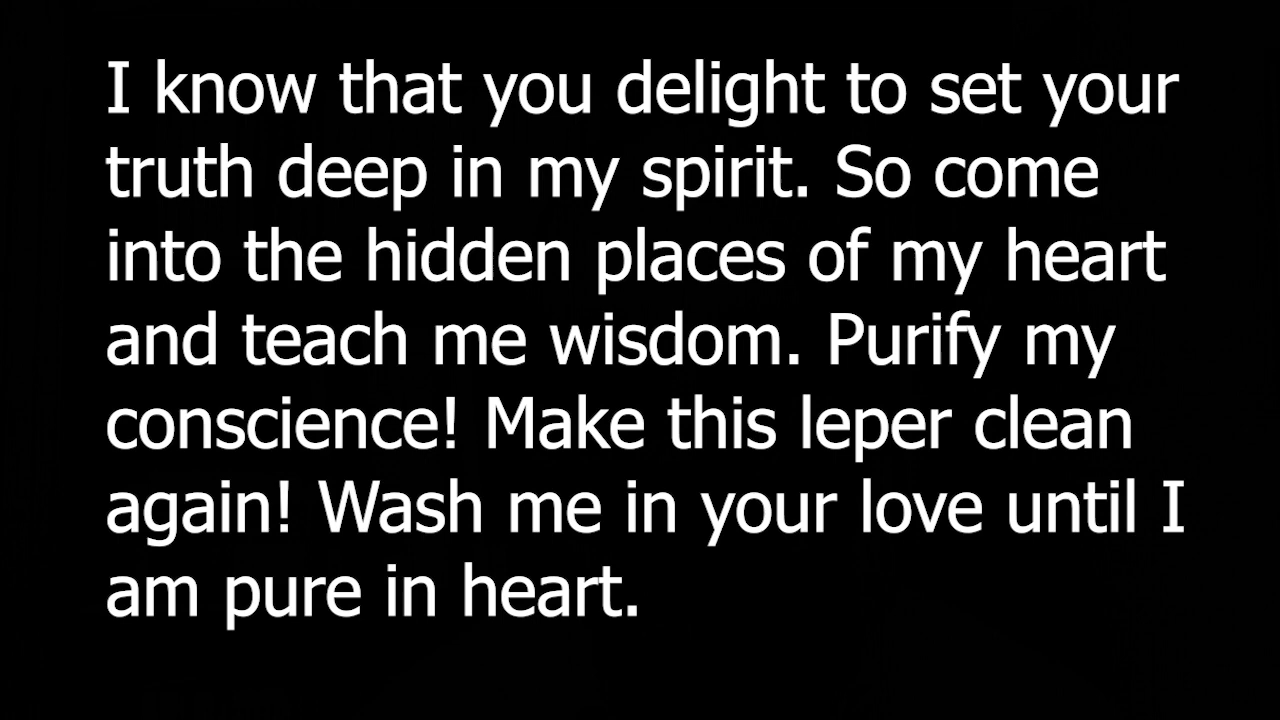 I know that you delight to set your
truth deep in my spirit. So come
into the hidden places of my heart
and teach me wisdom. Purify my
conscience! Make this leper clean
again! Wash me in your love until I
am pure in heart.